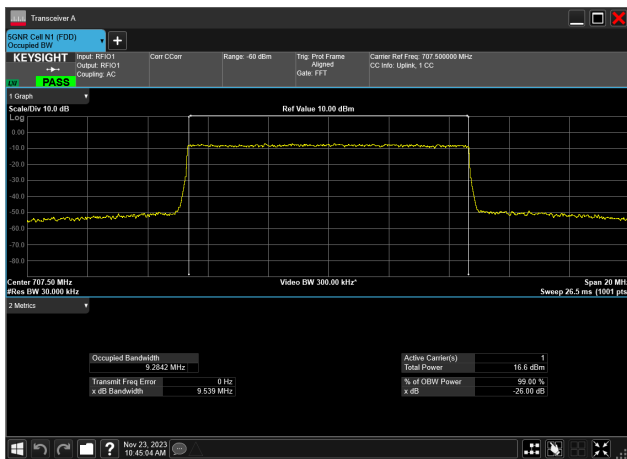 Transceiver A
5GNR Cell N1 (FDD)
Occupied BW
KEYSIGHT
LV
PASS
Input: RFIO1
Output: RFIO1
Coupling: AC
Corr CCorr
Range: -60 dBm
Trig: Prot Frame
Aligned
Gate: FFT
Carrier Ref Freq: 707.500000 MHz
CC Info: Uplink, 1 CC
1 Graph
Scale/Div 10.0 dB
Ref Value 10.00 dBm
Log
0.00
-10.0
-20.0
-30.0
-40.0
-50.0
-60.0
-70.0
-80.0
Center 707.50 MHz
Video BW 300.00 kHz*
Span 20 MHz
#Res BW 30.000 kHz
Sweep 26.5 ms (1001 pts
2 Metrics
Occupied Bandwidth
9.2842 MHz
Transmit Freq Error 0 Hz
x dB Bandwidth 9.539 MHz
Active Carrier(s) 1
Total Power 16.6 dBm
% of OBW Power 99.00 %
x dB -26.00 dB
?
Nov 23, 2023
10:45:04 AM